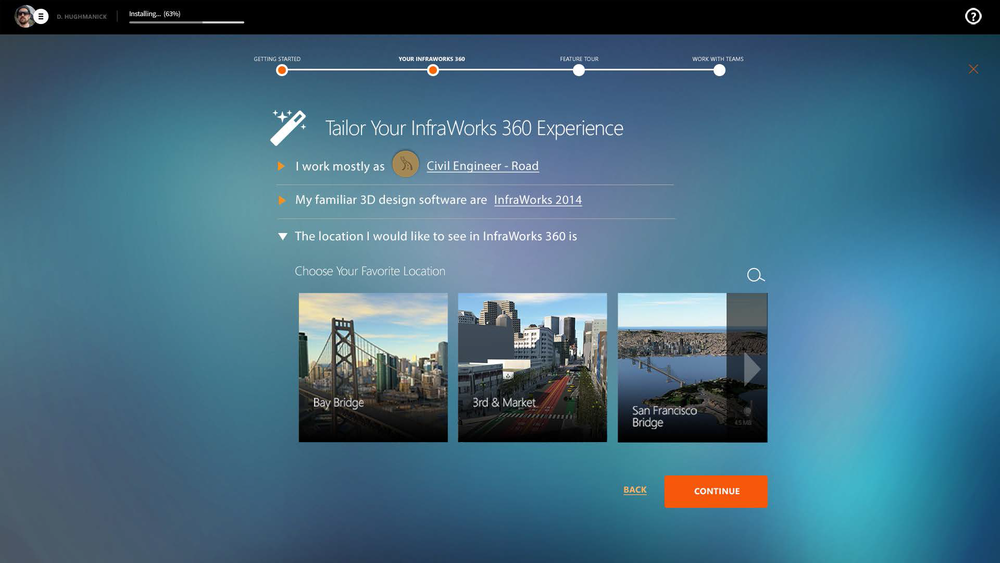 D. HUGHMANICK
Installing... (63%)
?
GETTING STARTED
YOUR INFRAWORKS 360
FEATURE TOUR
WORK WITH TEAMS
Tailor Your InfraWorks 360 Experience
I work mostly as Civil Engineer - Road
My familiar 3D design software are InfraWorks 2014
The location I would like to see in InfraWorks 360 is
Choose Your Favorite Location
Bay Bridge
3rd & Market
San Francisco
Bridge
BACK
CONTINUE